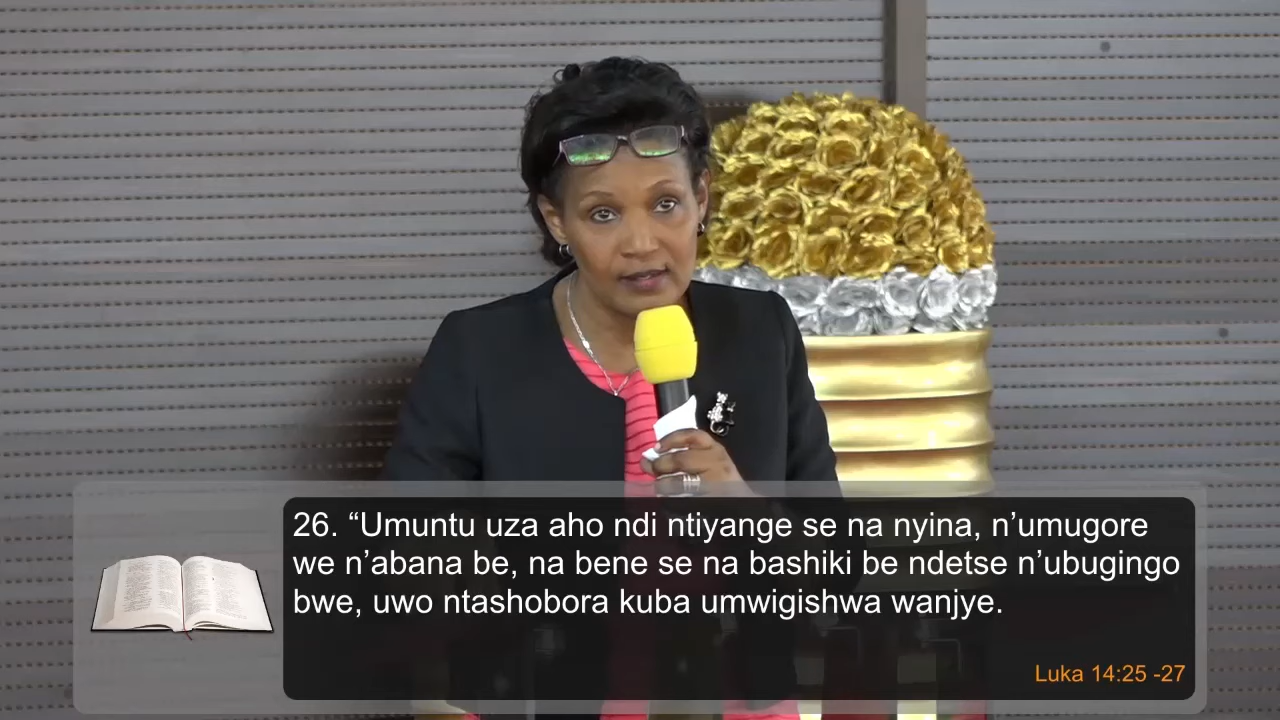 26. “Umuntu uza aho ndi ntiyange se na nyina, n’umugore
we n’abana be, na bene se na bashiki be ndetse n’ubugingo
bwe, uwo ntashobora kuba umwigishwa wanjye.
Luka 14:25 -27